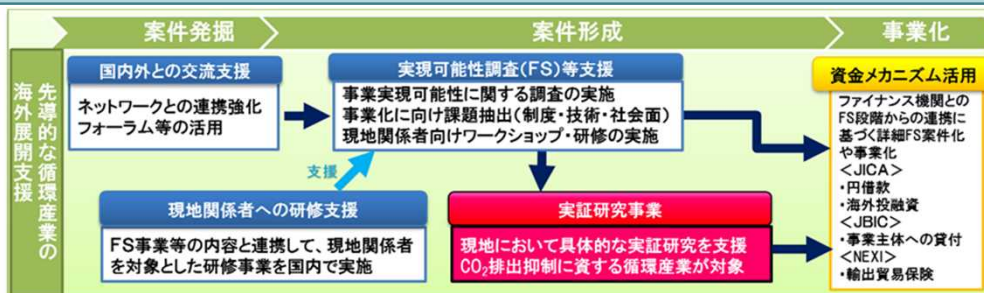 案件発掘
案件形成
事業化
先導的な循環産業の
海外展開支援
国内外との交流支援
ネットワークとの連携強化
フォーラム等の活用
実現可能性調査(FS)等支援
事業実現可能性に関する調査の実施
事業化に向け課題抽出(制度・技術・社会面)
現地関係者向けワークショップ・研修の実施
支援
現地関係者への研修支援
FS事業等の内容と連携して、現地関係者
を対象とした研修事業を国内で実施
実証研究事業
現地において具体的な実証研究を支援
CO₂排出抑制に資する循環産業が対象
資金メカニズム活用
ファイナンス機関との
FS段階からの連携に
基づく詳細FS案件化
や事業化
<JICA>
・円借款
・海外投融資
<JBIC>
・事業主体への貸付
<NEXI>
・輸出貿易保険